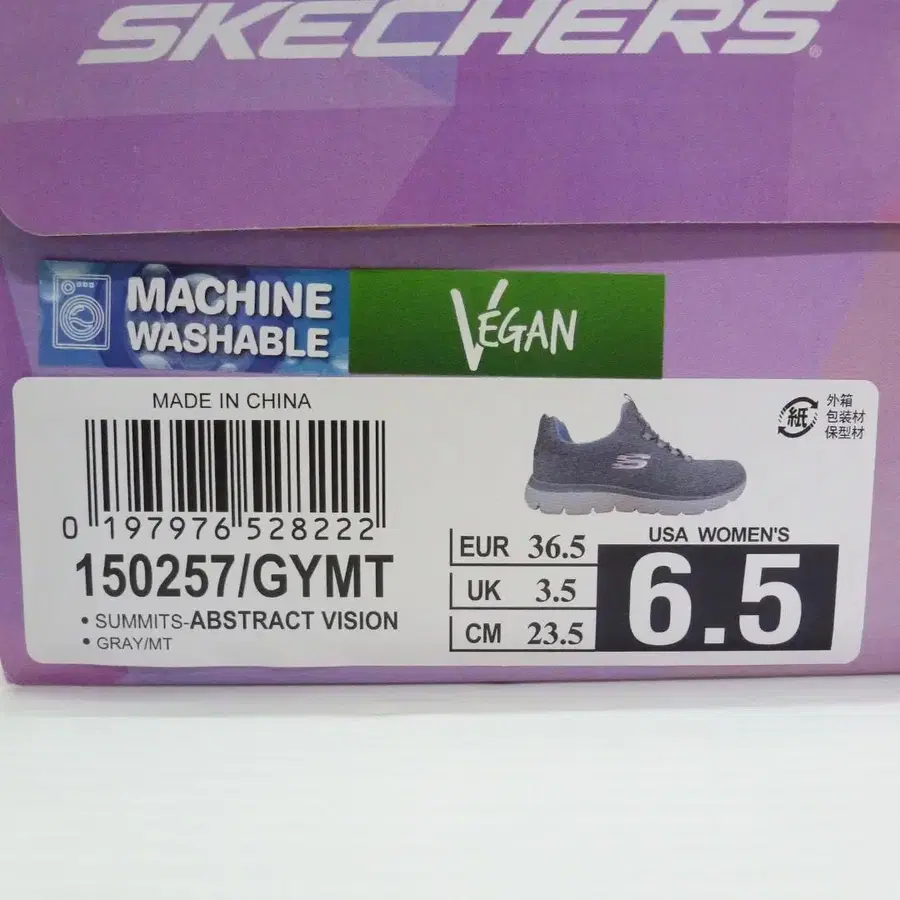 SKECHERS®
MACHINE
WASHABLE
VEGAN
MADE IN CHINA
0 197976 528222
150257/GYMT
• SUMMITS-ABSTRACT VISION
• GRAY/MT
紙
外箱
包装材
保型材
EUR 36.5
UK 3.5
CM 23.5
USA WOMEN'S
6.5